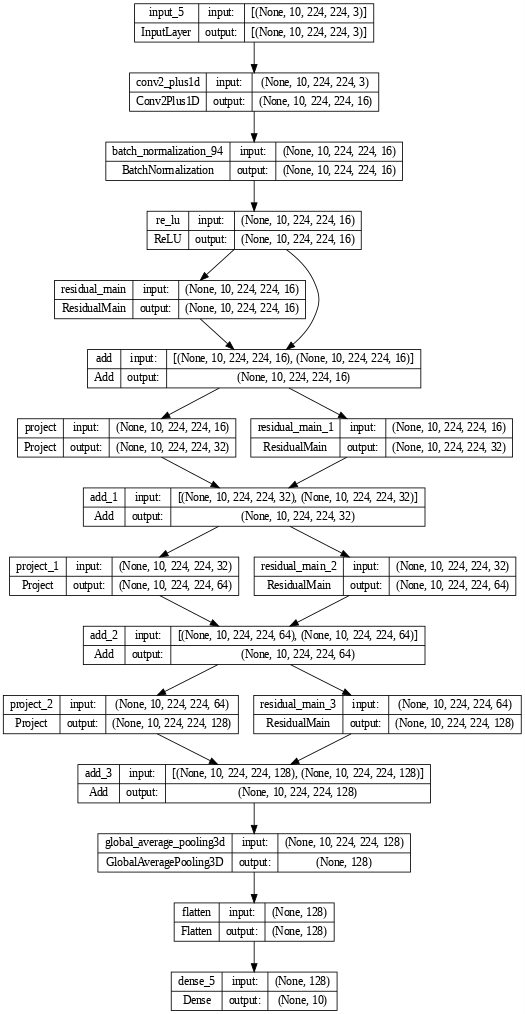 input_5 input: [(None, 10, 224, 224, 3)]
InputLayer output: [(None, 10, 224, 224, 3)]
conv2_plus1d input: (None, 10, 224, 224, 3)
Conv2Plus1D output: (None, 10, 224, 224, 16)
batch_normalization_94 input: (None, 10, 224, 224, 16)
BatchNormalization output: (None, 10, 224, 224, 16)
re_lu input: (None, 10, 224, 224, 16)
ReLU output: (None, 10, 224, 224, 16)
residual_main input: (None, 10, 224, 224, 16)
ResidualMain output: (None, 10, 224, 224, 16)
add input: [(None, 10, 224, 224, 16), (None, 10, 224, 224, 16)]
Add output: (None, 10, 224, 224, 16)
project input: (None, 10, 224, 224, 16)
Project output: (None, 10, 224, 224, 32)
residual_main_1 input: (None, 10, 224, 224, 16)
ResidualMain output: (None, 10, 224, 224, 32)
add_1 input: [(None, 10, 224, 224, 32), (None, 10, 224, 224, 32)]
Add output: (None, 10, 224, 224, 32)
project_1 input: (None, 10, 224, 224, 32)
Project output: (None, 10, 224, 224, 64)
residual_main_2 input: (None, 10, 224, 224, 32)
ResidualMain output: (None, 10, 224, 224, 64)
add_2 input: [(None, 10, 224, 224, 64), (None, 10, 224, 224, 64)]
Add output: (None, 10, 224, 224, 64)
project_2 input: (None, 10, 224, 224, 64)
Project output: (None, 10, 224, 224, 128)
residual_main_3 input: (None, 10, 224, 224, 64)
ResidualMain output: (None, 10, 224, 224, 128)
add_3 input: [(None, 10, 224, 224, 128), (None, 10, 224, 224, 128)]
Add output: (None, 10, 224, 224, 128)
global_average_pooling3d input: (None, 10, 224, 224, 128)
GlobalAveragePooling3D output: (None, 128)
flatten input: (None, 128)
Flatten output: (None, 128)
dense_5 input: (None, 128)
Dense output: (None, 10)